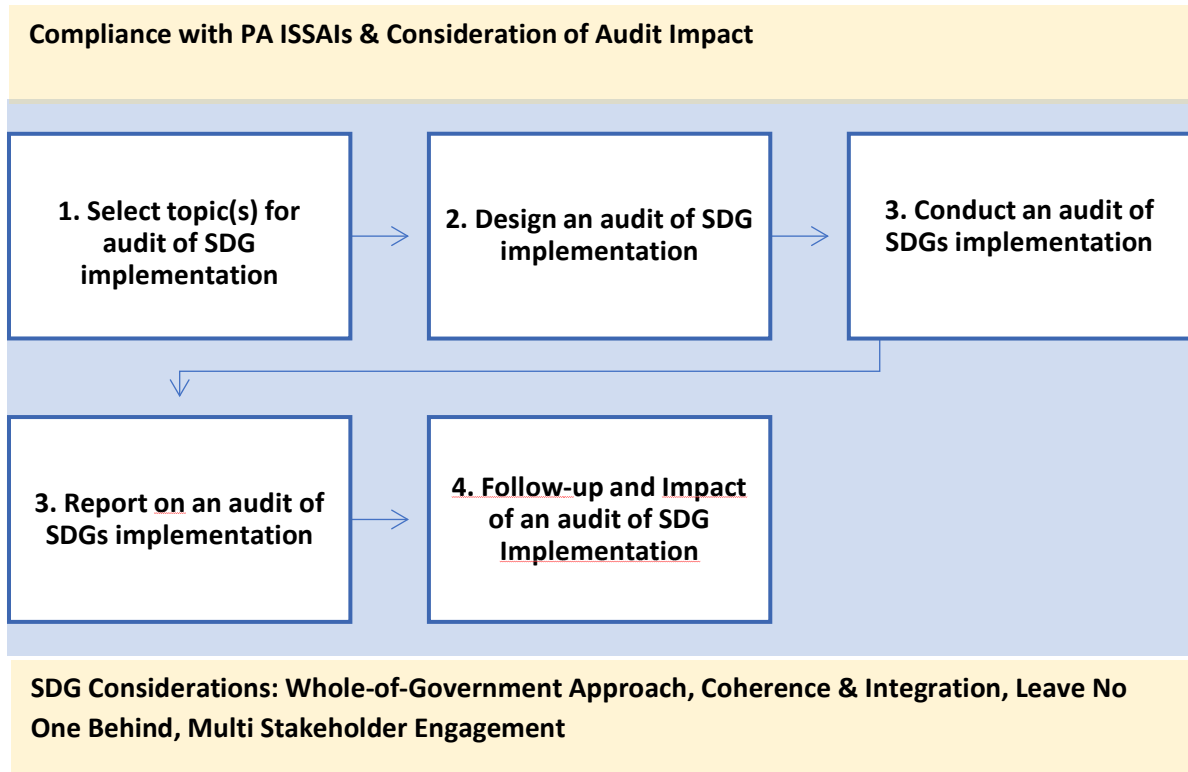 Compliance with PA ISSAIs & Consideration of Audit Impact
1. Select topic(s) for
audit of SDG
implementation
2. Design an audit of SDG
implementation
3. Conduct an audit of
SDGs implementation
3. Report on an audit of
SDGs implementation
4. Follow-up and Impact
of an audit of SDG
Implementation
SDG Considerations: Whole-of-Government Approach, Coherence & Integration, Leave No
One Behind, Multi Stakeholder Engagement